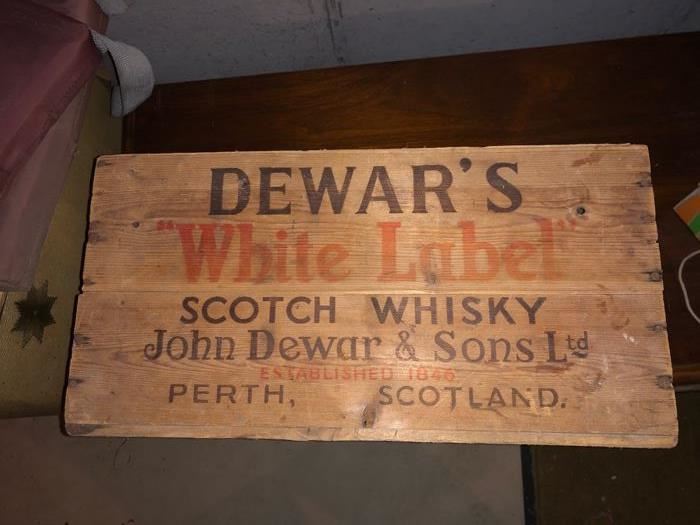 DEWAR'S
"White Label"
SCOTCH WHISKY
John Dewar & Sons Ltd
ESTABLISHED 1846
PERTH, SCOTLAND.